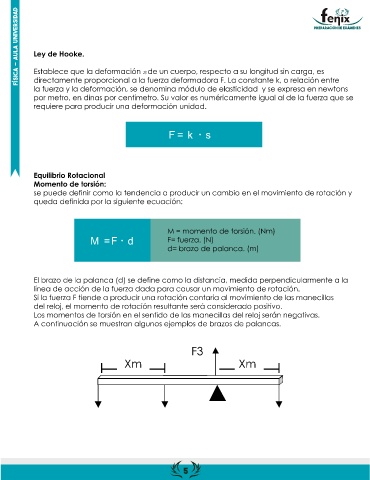 FÍSICA – AULA UNIVERSIDAD
fenix
PREPARACIÓN DE EXÁMENES
Ley de Hooke.
Establece que la deformación (s) de un cuerpo, respecto a su longitud sin carga, es
directamente proporcional a la fuerza deformadora F. La constante k, o relación entre
la fuerza y la deformación, se denomina módulo de elasticidad y se expresa en newtons
por metro, en dinas por centímetro. Su valor es numéricamente igual al de la fuerza que se
requiere para producir una deformación unidad.
F = k · s
Equilibrio Rotacional
Momento de torsión:
se puede definir como la tendencia a producir un cambio en el movimiento de rotación y
queda definida por la siguiente ecuación:
M = F · d
M = momento de torsión. (Nm)
F= fuerza. (N)
d= brazo de palanca. (m)
El brazo de la palanca (d) se define como la distancia, medida perpendicularmente a la
línea de acción de la fuerza dada para causar un movimiento de rotación.
Si la fuerza F tiende a producir una rotación contaria al movimiento de las manecillas
del reloj, el momento de rotación resultante será considerado positivo.
Los momentos de torsión en el sentido de las manecillas del reloj serán negativas.
A continuación se muestran algunos ejemplos de brazos de palancas.
F3
Xm Xm
5